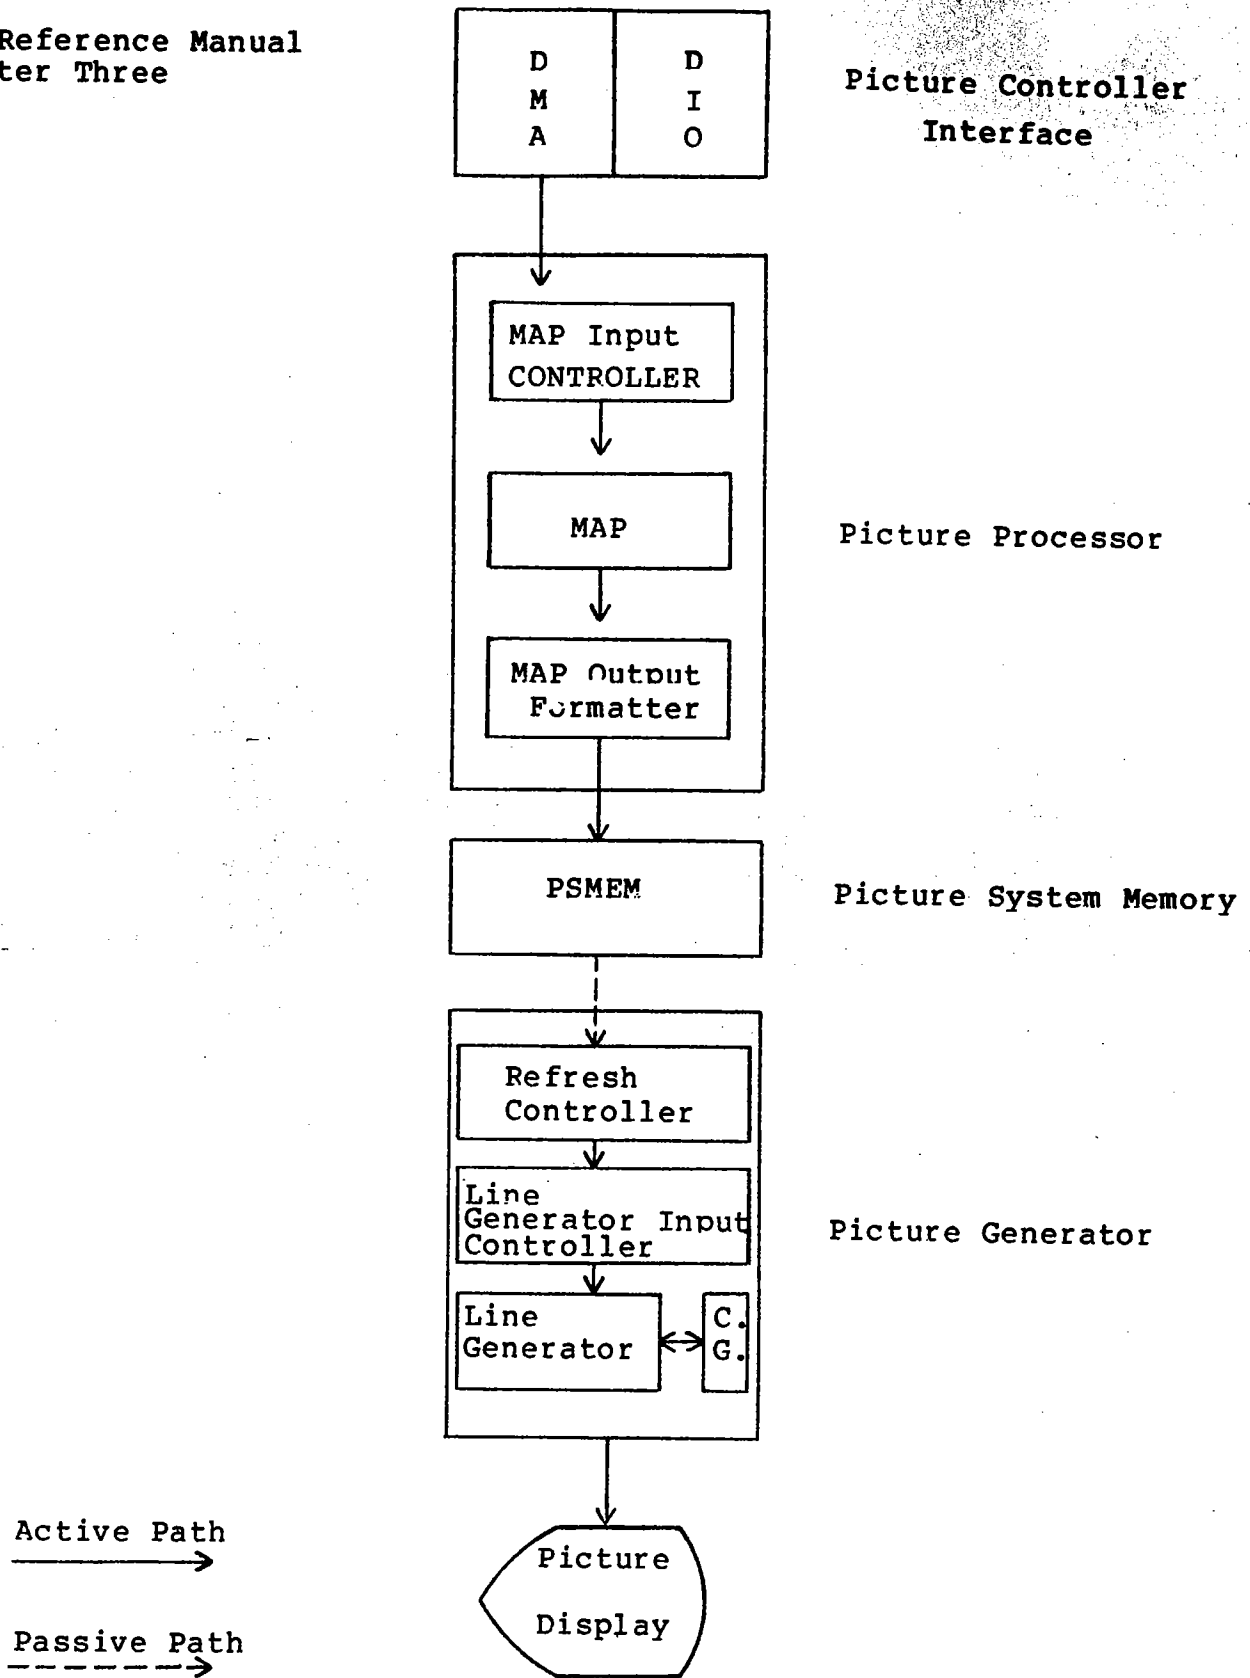 Reference Manual
ter Three
D
M
A
D
I
O
Picture Controller
Interface
MAP Input
CONTROLLER
MAP
Picture Processor
MAP Output
Formatter
PSMEM
Picture System Memory
Refresh
Controller
Line
Generator Input
Controller
Picture Generator
Line
Generator
C.
G.
Active Path
Passive Path
Picture
Display